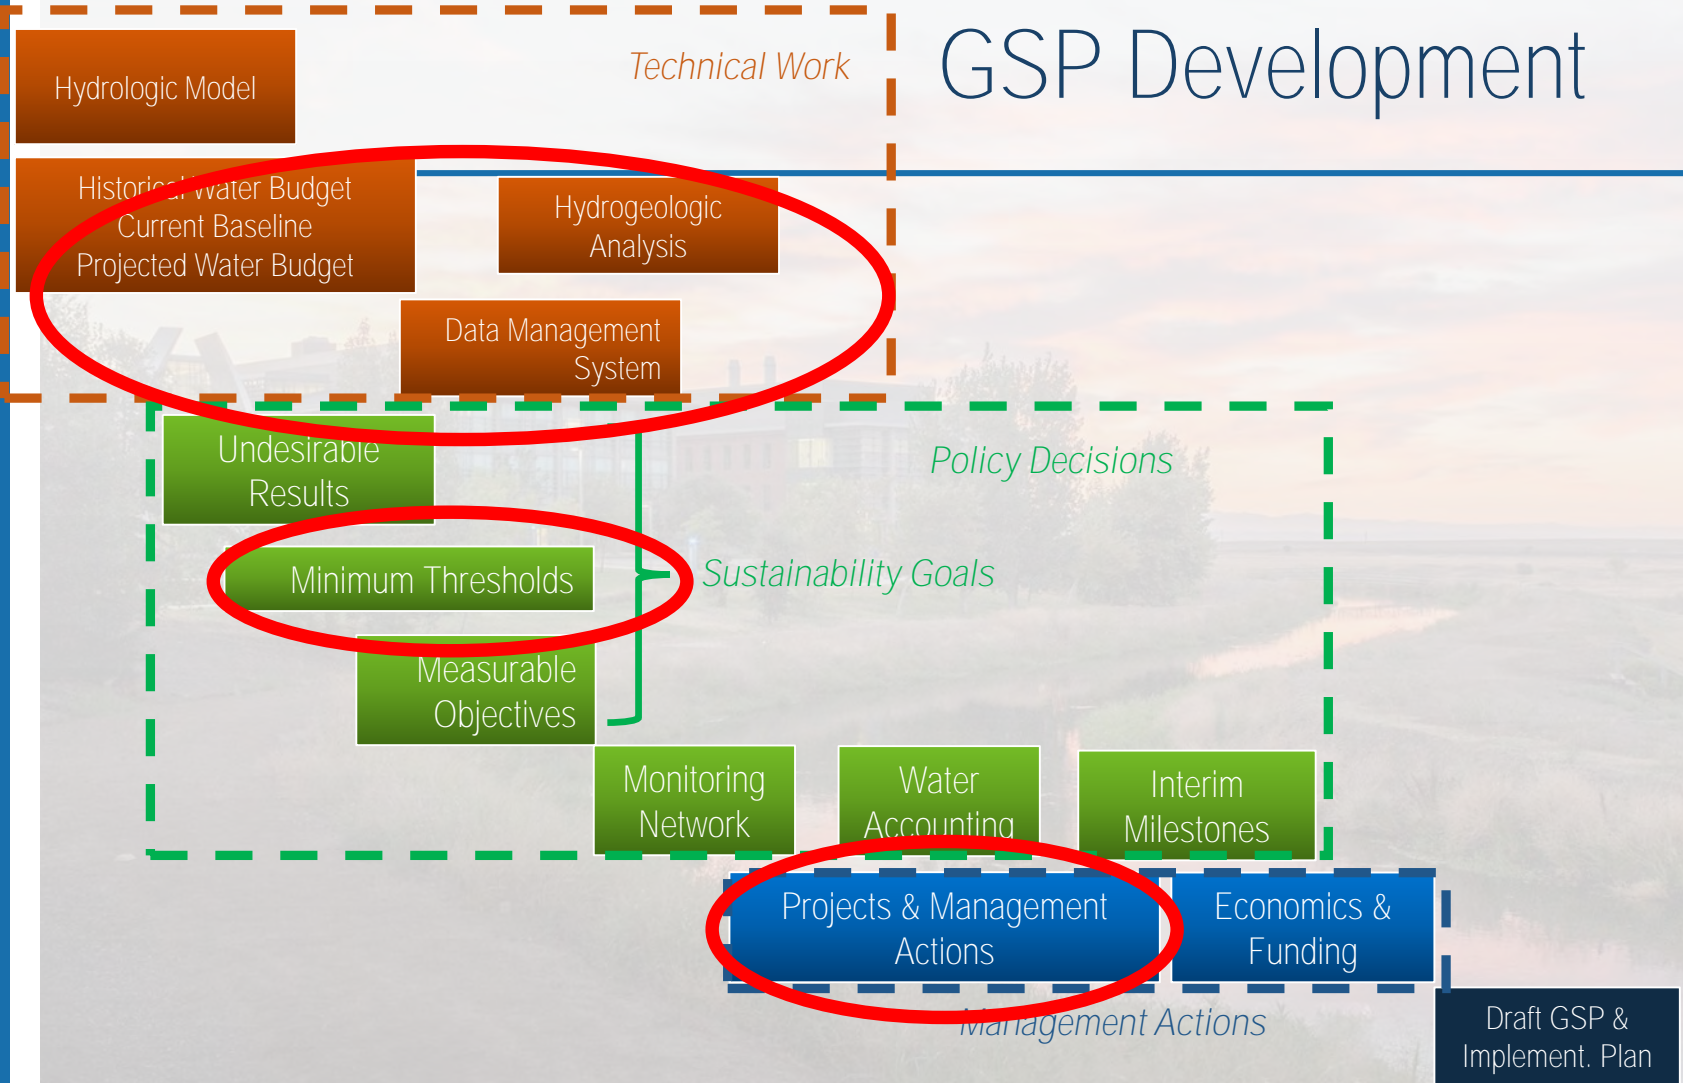 GSP Development
Technical Work
Hydrologic Model
Historical Water Budget
Current Baseline
Projected Water Budget
Hydrogeologic
Analysis
Data Management
System
Policy Decisions
Undesirable
Results
Minimum Thresholds
Sustainability Goals
Measurable
Objectives
Monitoring
Network
Water
Accounting
Interim
Milestones
Projects & Management
Actions
Economics &
Funding
Management Actions
Draft GSP &
Implement. Plan